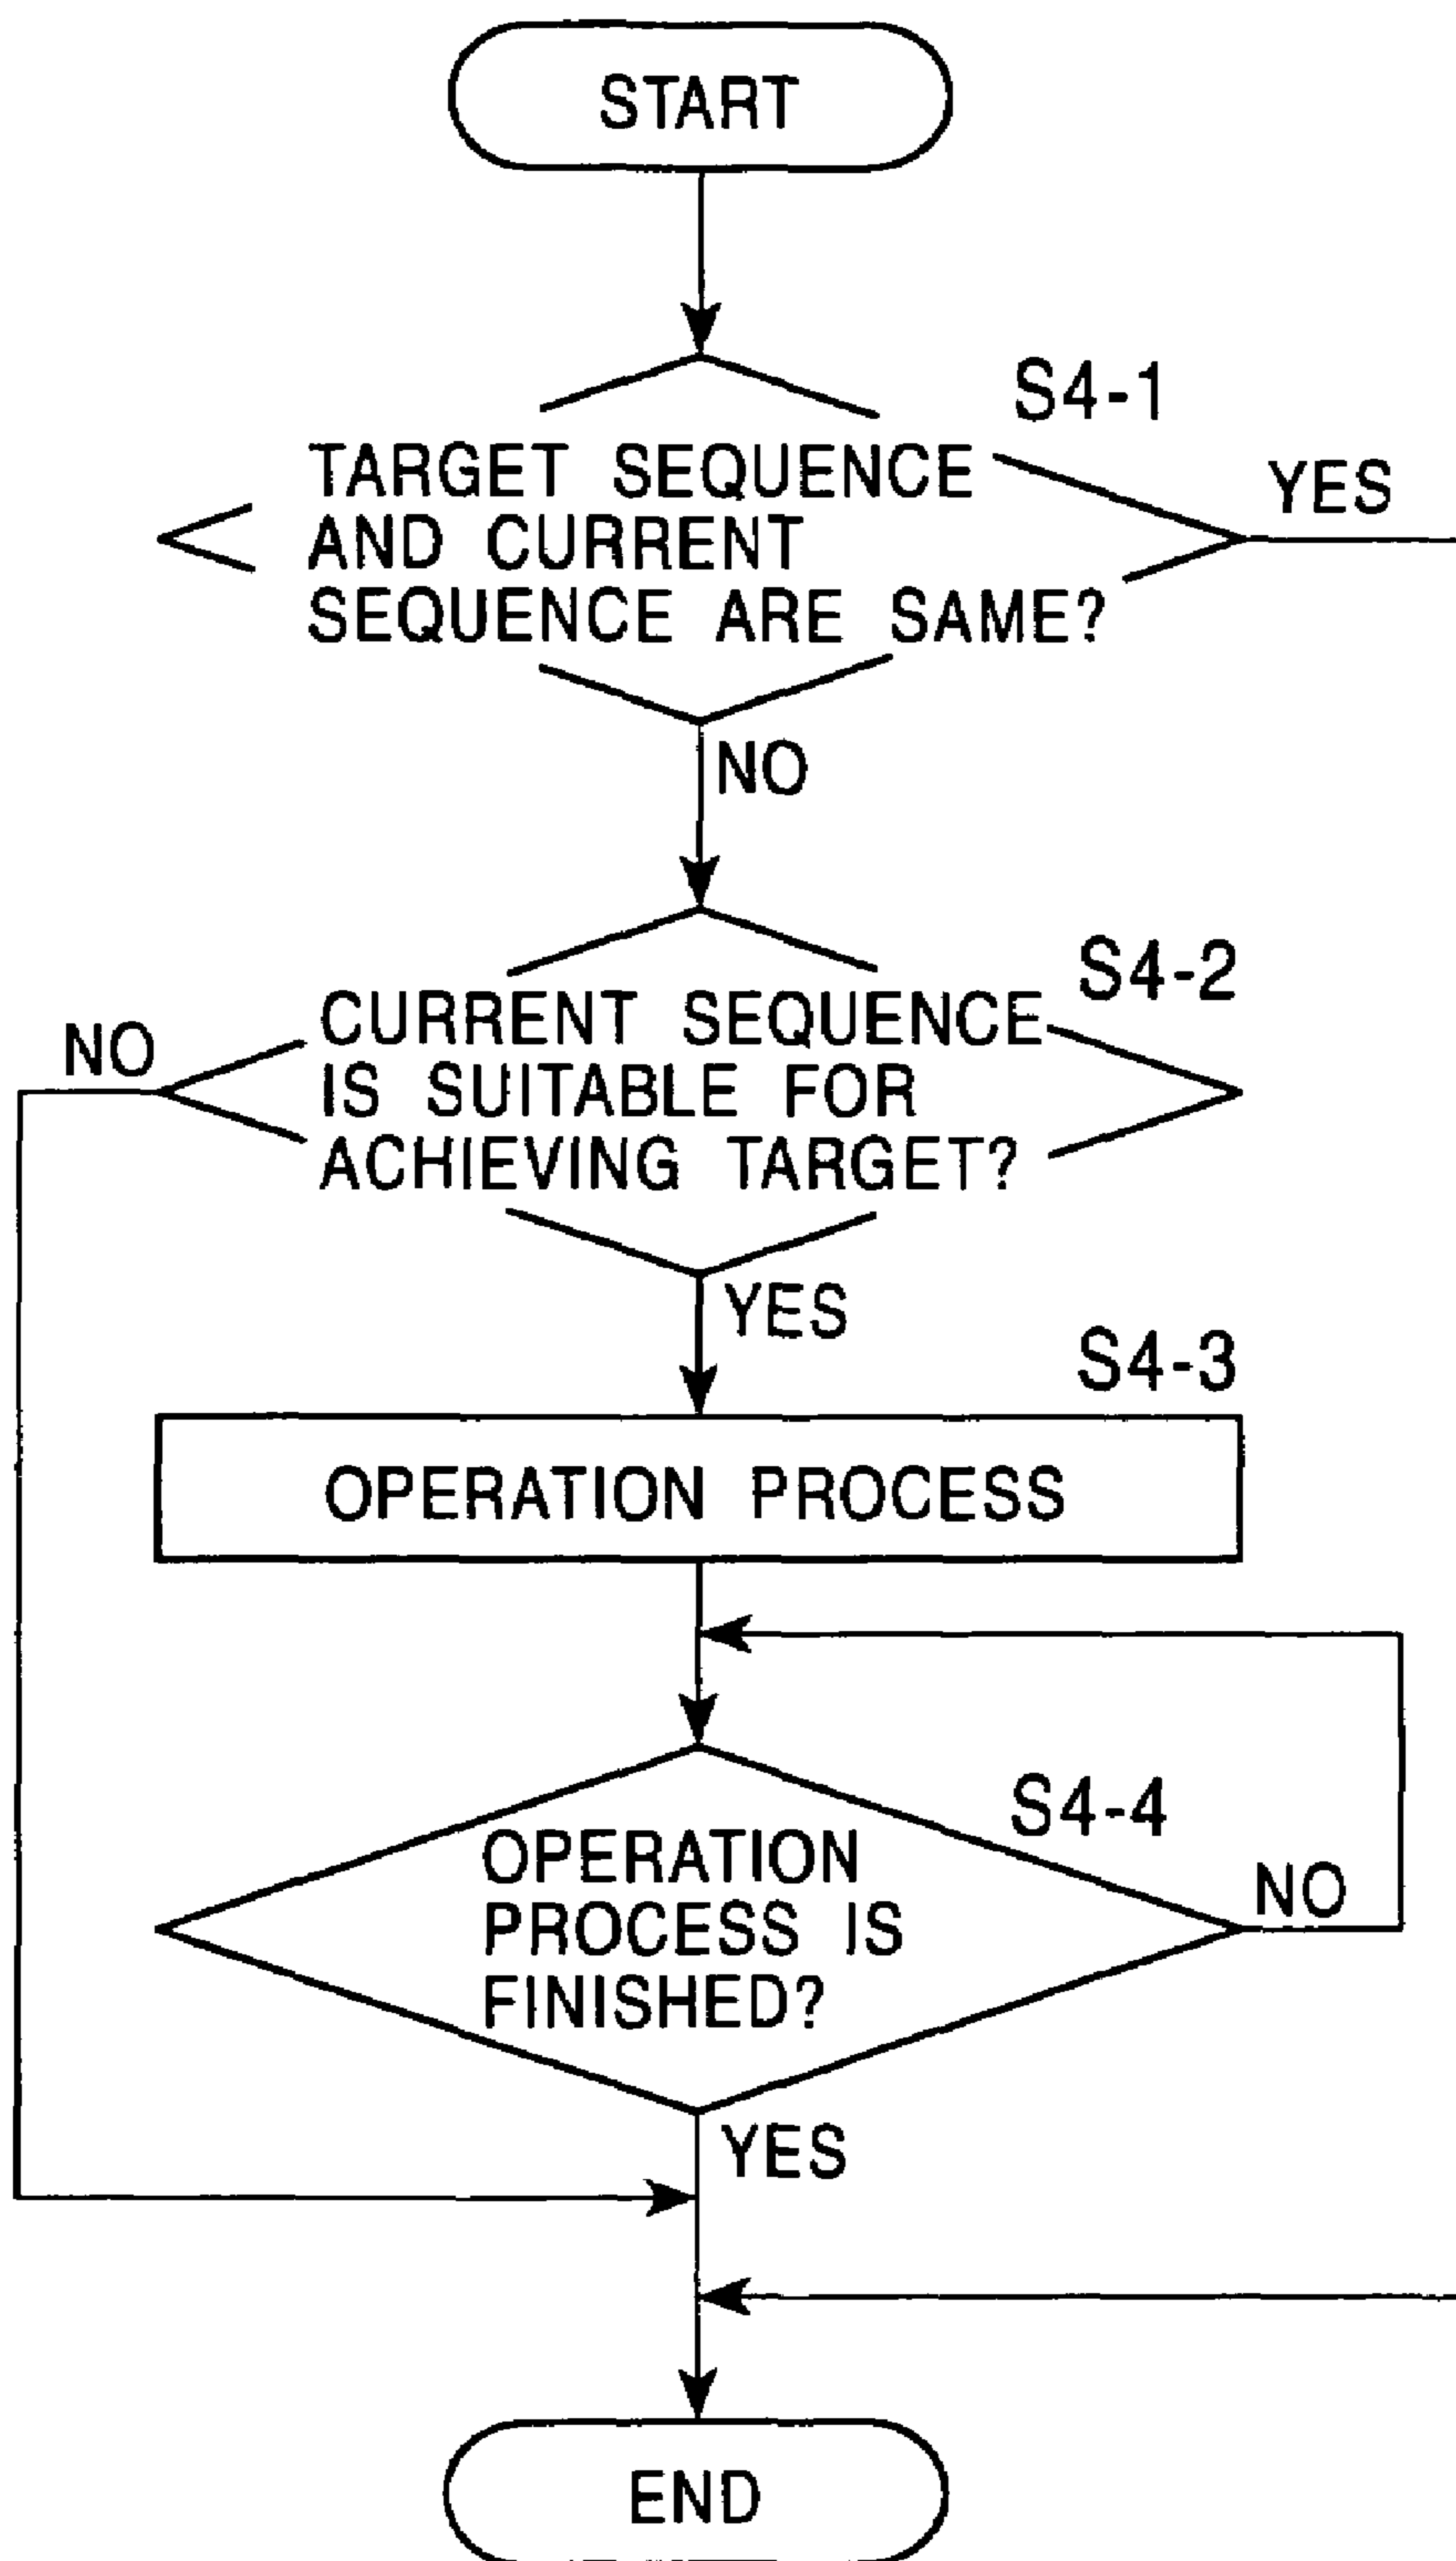 START
S4-1
TARGET SEQUENCE
AND CURRENT
SEQUENCE ARE SAME?
YES
NO
S4-2
CURRENT SEQUENCE
IS SUITABLE FOR
ACHIEVING TARGET?
NO
YES
S4-3
OPERATION PROCESS
S4-4
OPERATION
PROCESS IS
FINISHED?
NO
YES
END